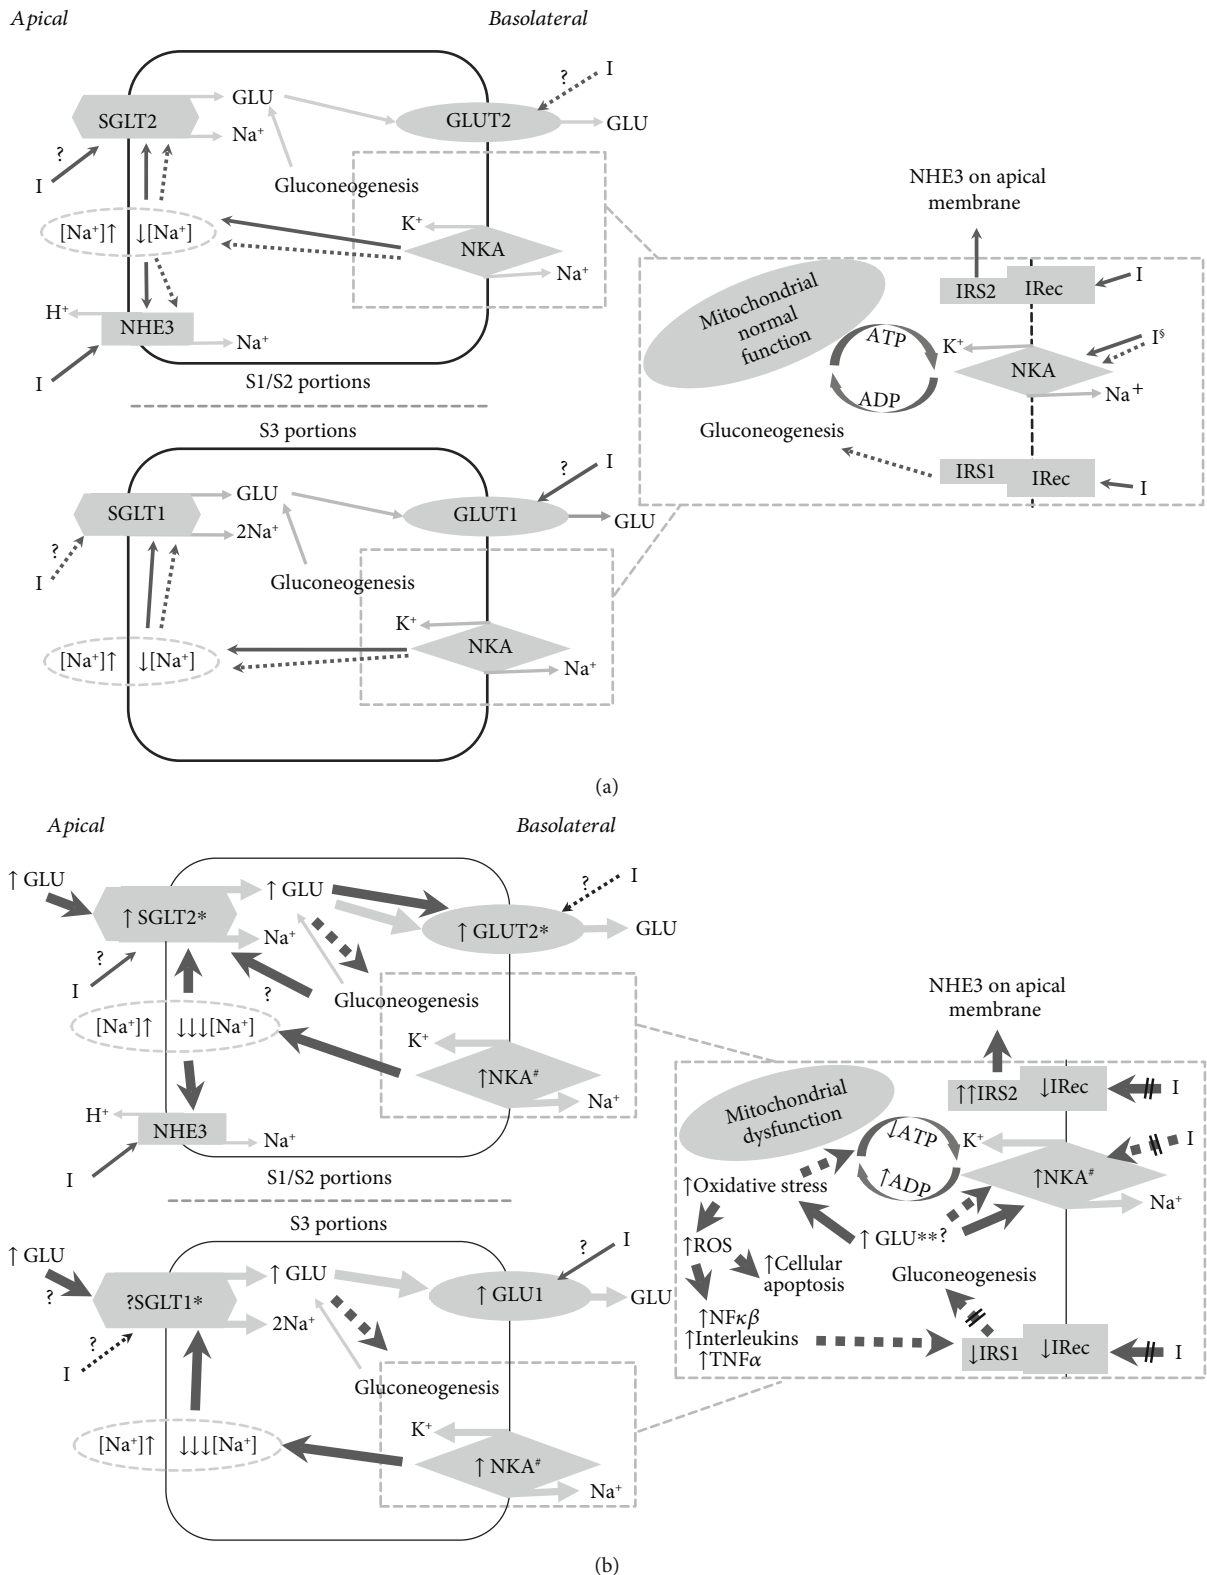 Apical
Basolateral
? I
GLU
SGLT2
GLUT2
GLU
Na⁺
?
I
Gluconeogenesis
[Na⁺]↑ ↓[Na⁺]
K⁺
NKA
Na⁺
H⁺
NHE3
Na⁺
I
S1/S2 portions
NHE3 on apical
membrane
IRS2 IRec
I
Mitochondrial
normal
function
ATP
ADP
K⁺
NKA
I§
Na+
Gluconeogenesis
IRS1 IRec
I
S3 portions
? I
GLU
SGLT1
GLUT1
GLU
2Na⁺
?
I
Gluconeogenesis
K⁺
NKA
[Na⁺]↑ ↓[Na⁺]
Na⁺
(a)
Apical
Basolateral
↑ GLU
↑ GLU
? I
↑ SGLT2*
↑ GLUT2*
GLU
Na⁺
?
I
?
Gluconeogenesis
[Na⁺]↑ ↓↓↓[Na⁺]
K⁺
↑NKA#
Na⁺
H⁺
NHE3
Na⁺
I
S1/S2 portions
NHE3 on apical
membrane
↑↑IRS2 ↓IRec
I
Mitochondrial
dysfunction
↓ATP
↑ADP
K⁺
I
↑NKA#
Na⁺
↑Oxidative stress
↑ GLU**?
↑ROS
↑Cellular
apoptosis
Gluconeogenesis
↑NFκβ
↑Interleukins
↑TNFα
↓IRS1 ↓IRec
I
S3 portions
↑ GLU
?
↑ GLU
? I
?SGLT1*
↑ GLU1
GLU
2Na⁺
?
I
Gluconeogenesis
K⁺
[Na⁺]↑ ↓↓↓[Na⁺]
↑ NKA#
Na⁺
(b)